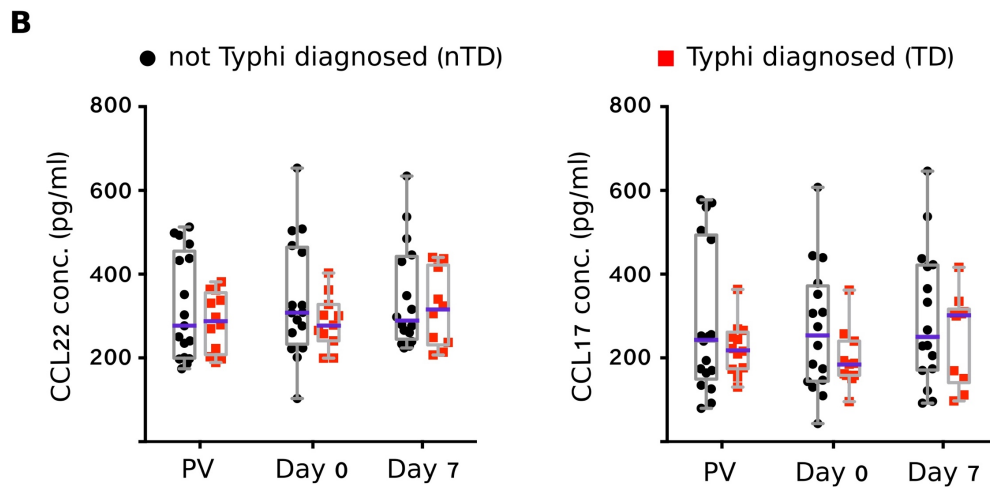 B
not Typhi diagnosed (nTD)
Typhi diagnosed (TD)
CCL22 conc. (pg/ml)
800
600
400
200
PV
Day 0
Day 7
CCL17 conc. (pg/ml)
800
600
400
200
PV
Day 0
Day 7